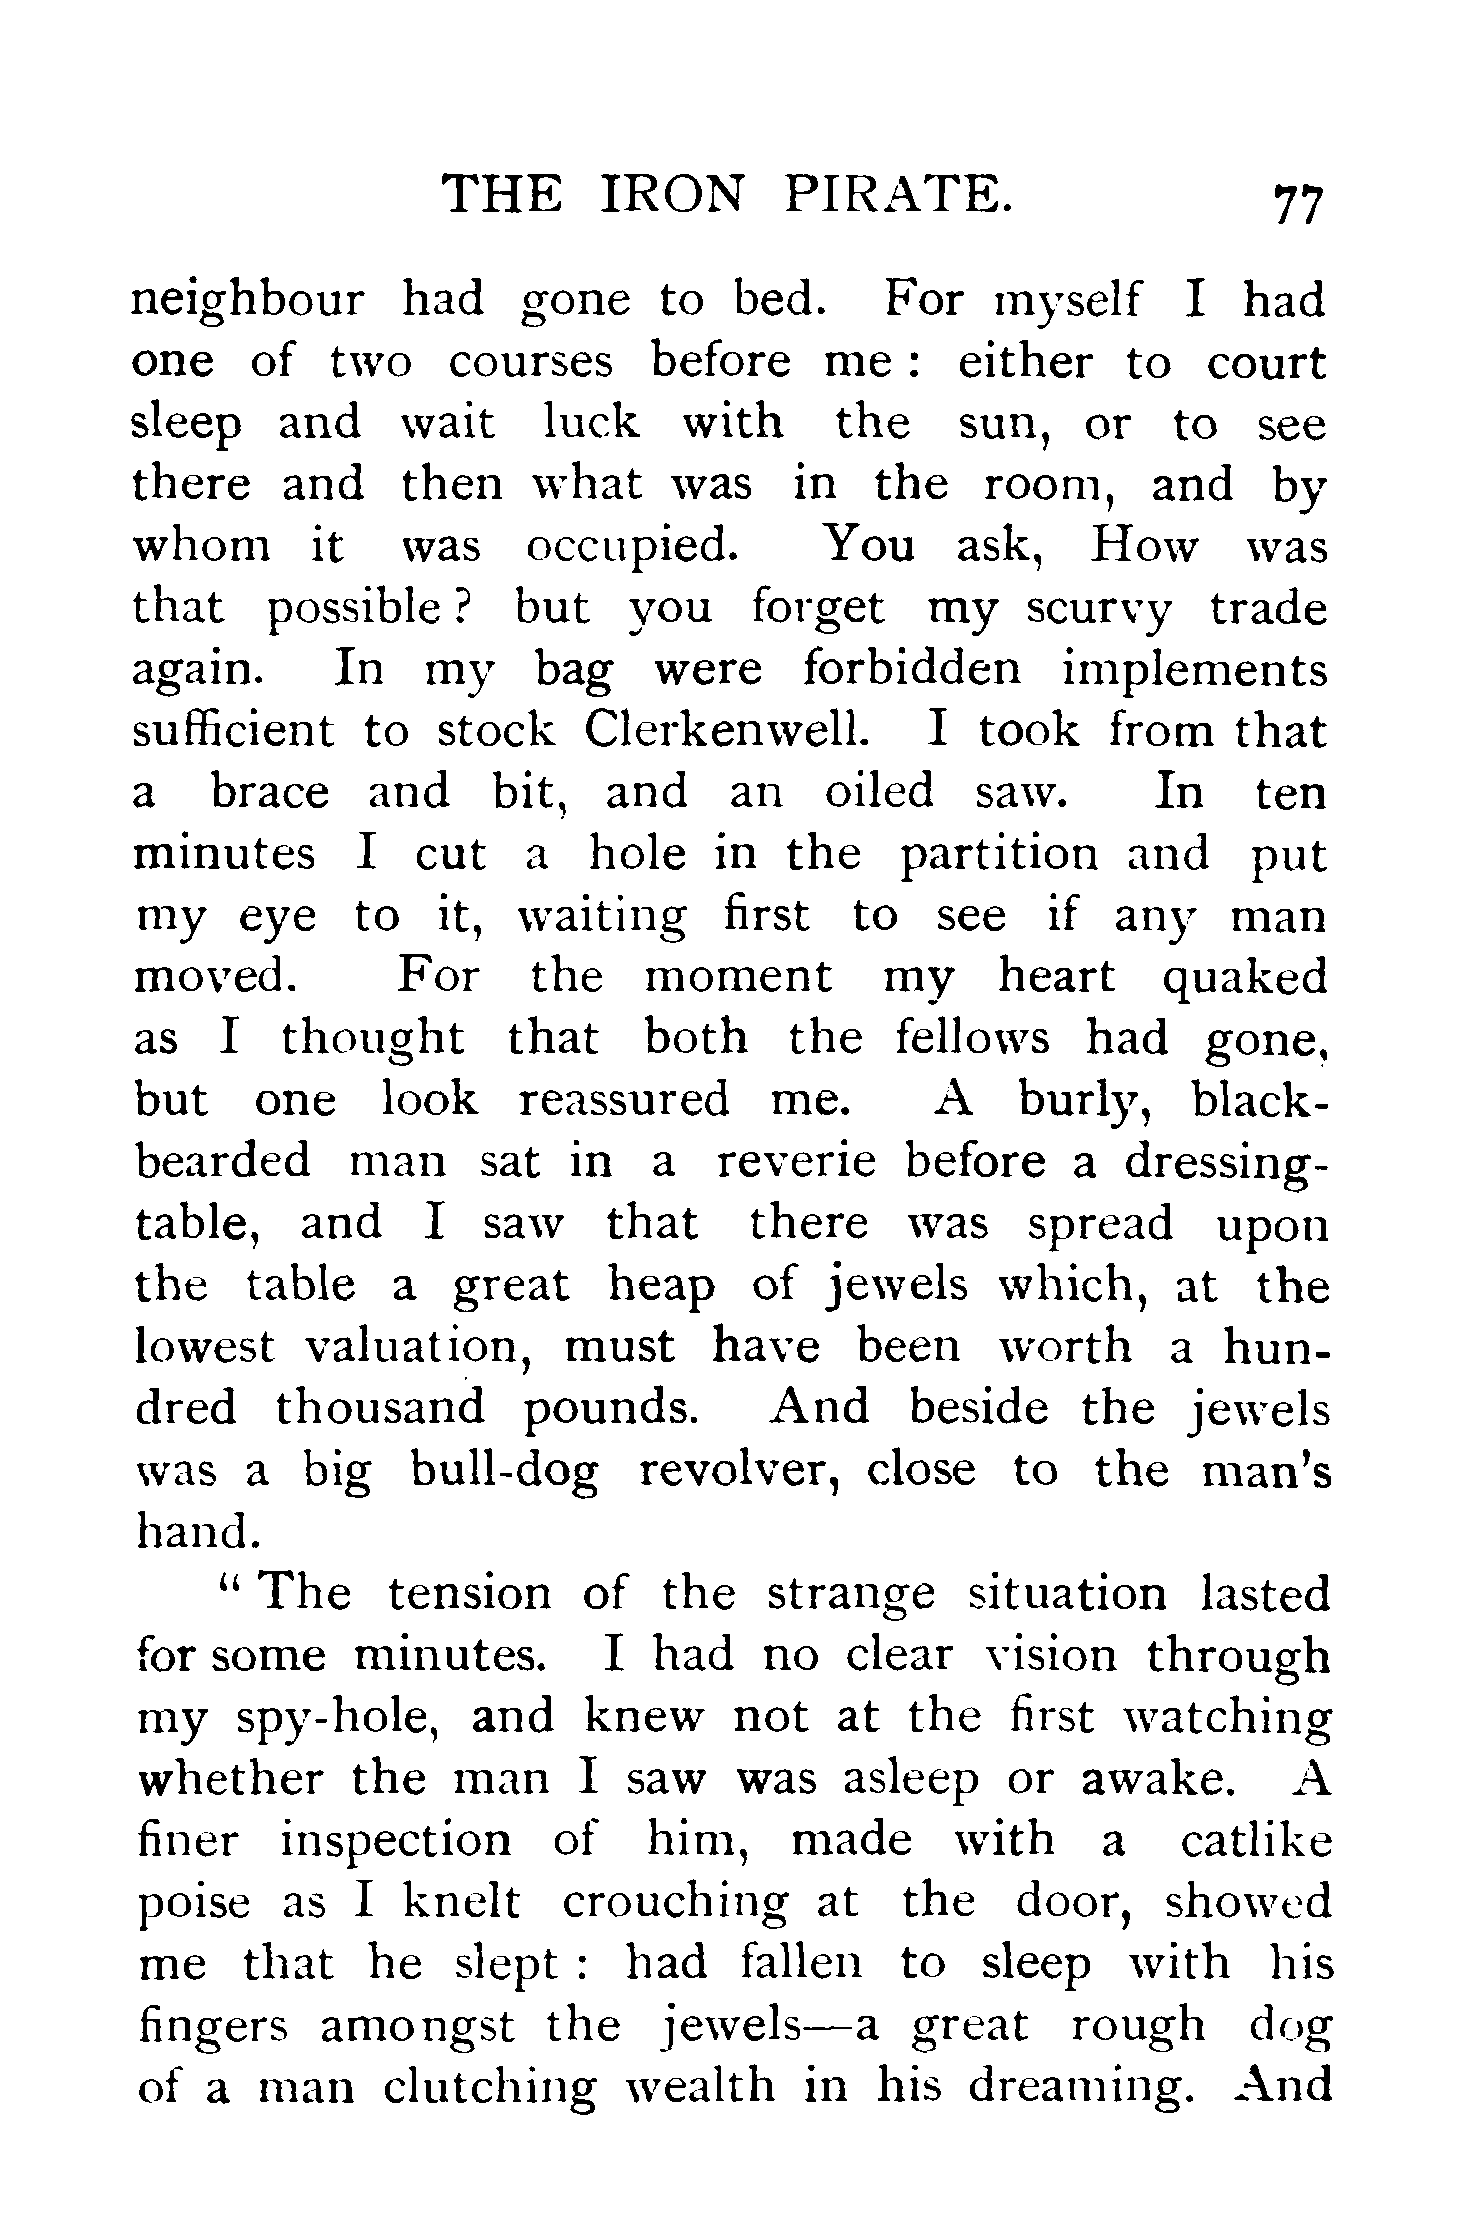 THE IRON PIRATE. 77
neighbour had gone to bed. For myself I had
one of two courses before me : either to court
sleep and wait luck with the sun, or to see
there and then what was in the room, and by
whom it was occupied. You ask, How was
that possible ? but you forget my scurvy trade
again. In my bag were forbidden implements
sufficient to stock Clerkenwell. I took from that
a brace and bit, and an oiled saw. In ten
minutes I cut a hole in the partition and put
my eye to it, waiting first to see if any man
moved. For the moment my heart quaked
as I thought that both the fellows had gone,
but one look reassured me. A burly, black-
bearded man sat in a reverie before a dressing-
table, and I saw that there was spread upon
the table a great heap of jewels which, at the
lowest valuation, must have been worth a hun-
dred thousand pounds. And beside the jewels
was a big bull-dog revolver, close to the man's
hand.
“ The tension of the strange situation lasted
for some minutes. I had no clear vision through
my spy-hole, and knew not at the first watching
whether the man I saw was asleep or awake. A
finer inspection of him, made with a catlike
poise as I knelt crouching at the door, showed
me that he slept : had fallen to sleep with his
fingers amongst the jewels—a great rough dog
of a man clutching wealth in his dreaming. And